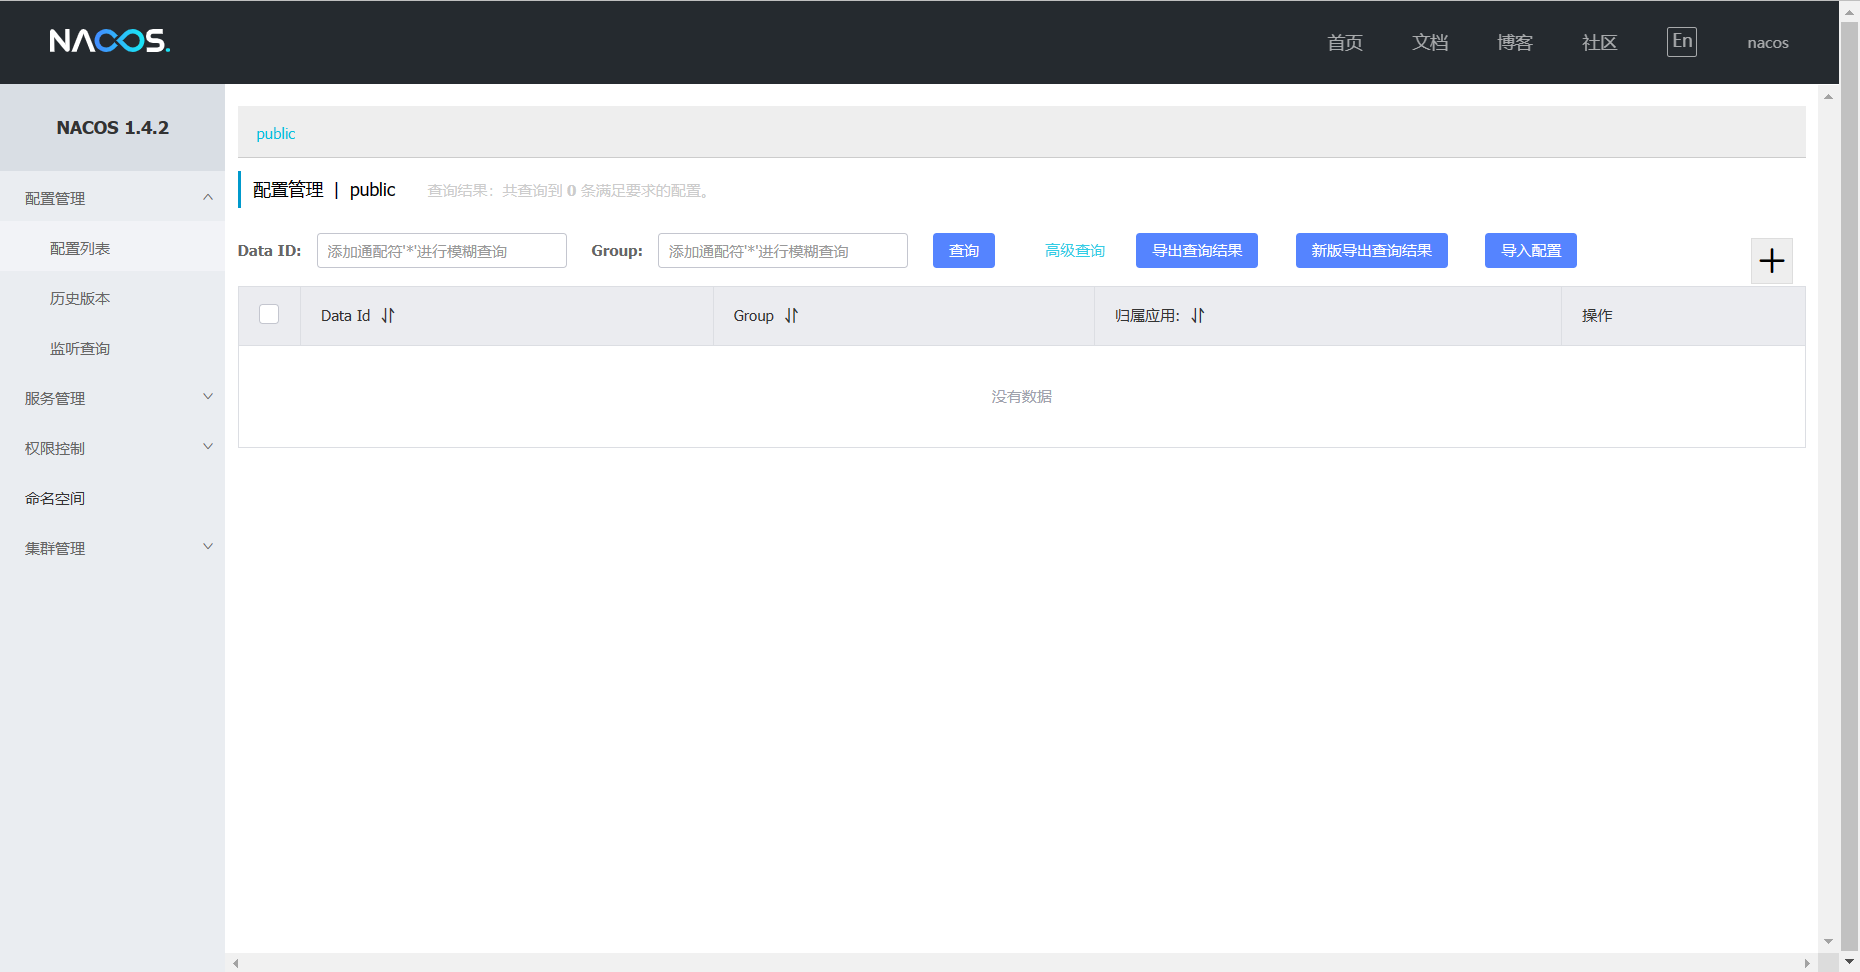 NACOS.
首页 文档 博客 社区 En nacos
NACOS 1.4.2
配置管理
配置列表
历史版本
监听查询
服务管理
权限控制
命名空间
集群管理
public
配置管理 | public 查询结果：共查询到 0 条满足要求的配置。
Data ID: 添加通配符'*'进行模糊查询 Group: 添加通配符'*'进行模糊查询 查询 高级查询 导出查询结果 新版导出查询结果 导入配置
Data Id Group 归属应用: 操作
没有数据